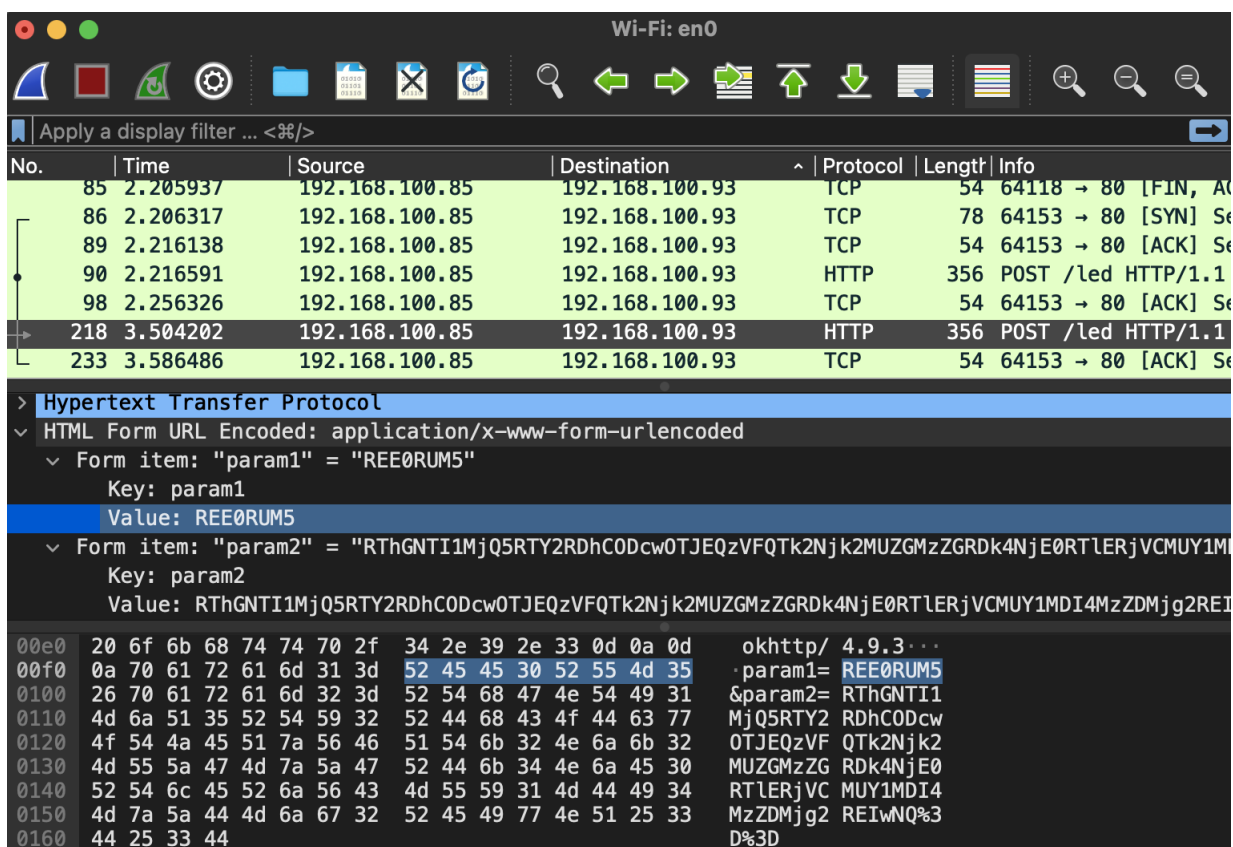 Wi-Fi: en0
Apply a display filter ... <⌘/>
No. Time Source Destination Protocol Length Info
85 2.205937 192.168.100.85 192.168.100.93 TCP 54 64118 → 80 [FIN, AC
86 2.206317 192.168.100.85 192.168.100.93 TCP 78 64153 → 80 [SYN] Se
89 2.216138 192.168.100.85 192.168.100.93 TCP 54 64153 → 80 [ACK] Se
90 2.216591 192.168.100.85 192.168.100.93 HTTP 356 POST /led HTTP/1.1
98 2.256326 192.168.100.85 192.168.100.93 TCP 54 64153 → 80 [ACK] Se
218 3.504202 192.168.100.85 192.168.100.93 HTTP 356 POST /led HTTP/1.1
233 3.586486 192.168.100.85 192.168.100.93 TCP 54 64153 → 80 [ACK] Se
Hypertext Transfer Protocol
HTML Form URL Encoded: application/x-www-form-urlencoded
Form item: "param1" = "REE0RUM5"
Key: param1
Value: REE0RUM5
Form item: "param2" = "RThGNTI1MjQ5RTY2RDhCODcwOTJEQzVFQTk2Njk2MUZGMzZGRDk4NjE0RTlERjVCMUY1MD
Key: param2
Value: RThGNTI1MjQ5RTY2RDhCODcwOTJEQzVFQTk2Njk2MUZGMzZGRDk4NjE0RTlERjVCMUY1MDI4MzZDMjg2REI
00e0 20 6f 6b 68 74 74 70 2f 34 2e 39 2e 33 0d 0a 0d okhttp/ 4.9.3···
00f0 0a 70 61 72 61 6d 31 3d 52 45 45 30 52 55 4d 35 ·param1= REE0RUM5
0100 26 70 61 72 61 6d 32 3d 52 54 68 47 4e 54 49 31 &param2= RThGNTI1
0110 4d 6a 51 35 52 54 59 32 52 44 68 43 4f 44 63 77 MjQ5RTY2 RDhCODcw
0120 4f 54 4a 45 51 7a 56 46 51 54 6b 32 4e 6a 6b 32 OTJEQzVF QTk2Njk2
0130 4d 55 5a 47 4d 7a 5a 47 52 44 6b 34 4e 6a 45 30 MUZGMzZG RDk4NjE0
0140 52 54 6c 45 52 6a 56 43 4d 55 59 31 4d 44 49 34 RTlERjVC MUY1MDI4
0150 4d 7a 5a 44 4d 6a 67 32 52 45 49 77 4e 51 25 33 MzZDMjg2 REIwNQ%3
0160 44 25 33 44 D%3D